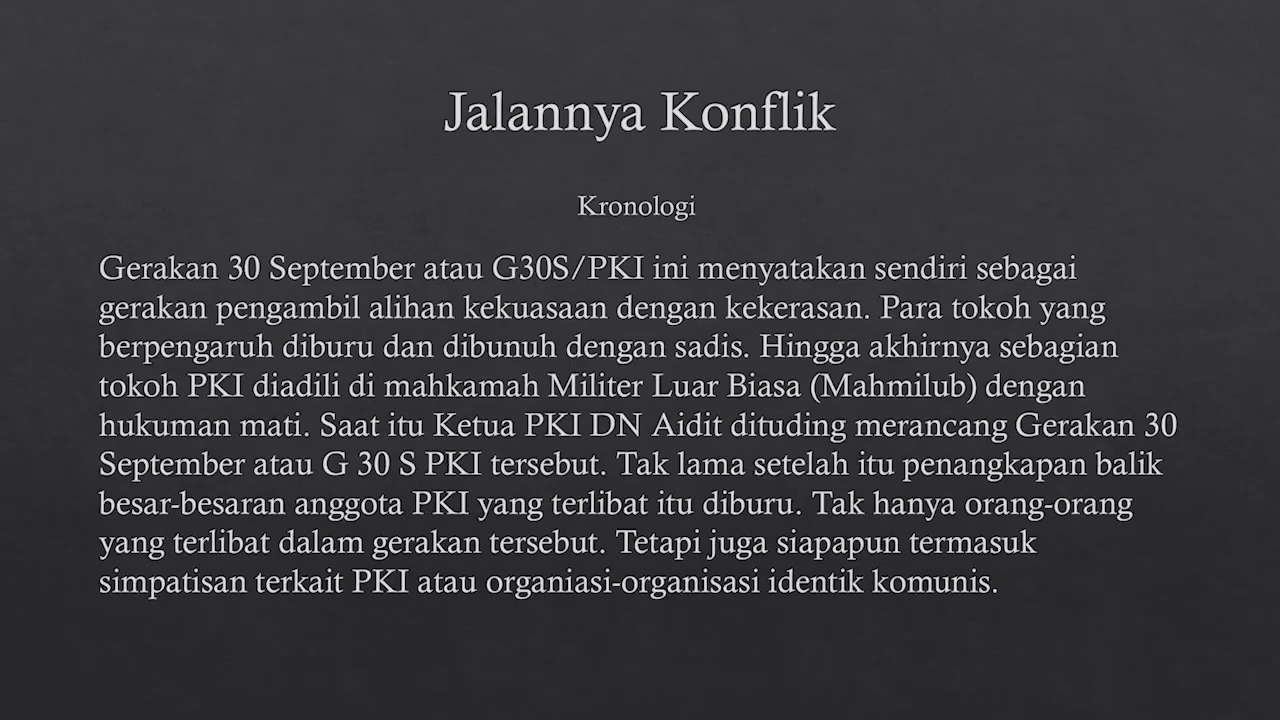 Jalannya Konflik
Kronologi
Gerakan 30 September atau G30S/PKI ini menyatakan sendiri sebagai
gerakan pengambil alihan kekuasaan dengan kekerasan. Para tokoh yang
berpengaruh diburu dan dibunuh dengan sadis. Hingga akhirnya sebagian
tokoh PKI diadili di mahkamah Militer Luar Biasa (Mahmilub) dengan
hukuman mati. Saat itu Ketua PKI DN Aidit dituding merancang Gerakan 30
September atau G 30 S PKI tersebut. Tak lama setelah itu penangkapan balik
besar-besaran anggota PKI yang terlibat itu diburu. Tak hanya orang-orang
yang terlibat dalam gerakan tersebut. Tetapi juga siapapun termasuk
simpatisan terkait PKI atau organiasi-organisasi identik komunis.